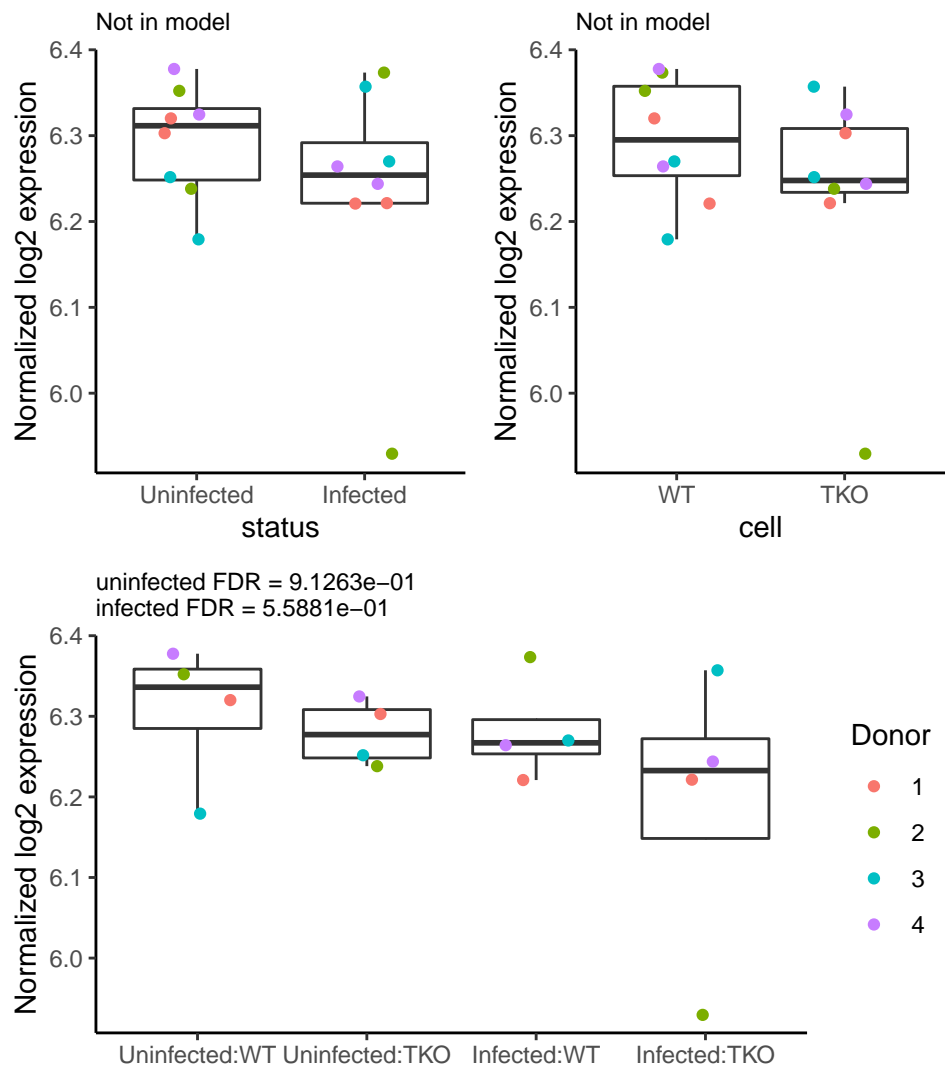 Not in model
Normalized log2 expression
6.4
6.3
6.2
6.1
6.0
Uninfected Infected
status
Not in model
Normalized log2 expression
6.4
6.3
6.2
6.1
6.0
WT TKO
cell
uninfected FDR = 9.1263e−01
infected FDR = 5.5881e−01
Normalized log2 expression
6.4
6.3
6.2
6.1
6.0
Uninfected:WT Uninfected:TKO Infected:WT Infected:TKO
Donor
1
2
3
4